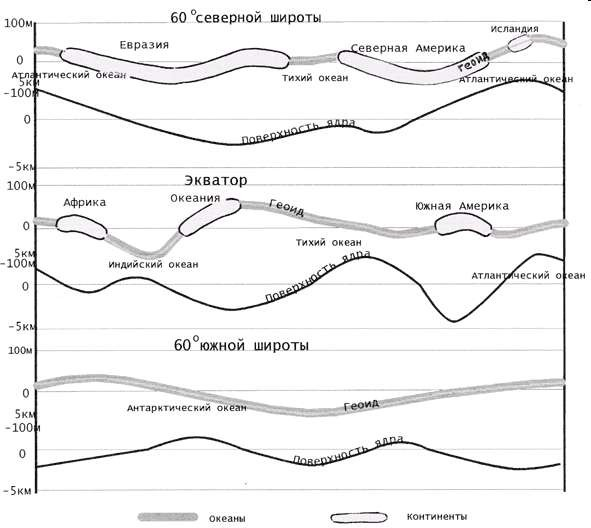 60°северной широты
100м
Исландия
Евразия
Северная Америка
0
Геоид
Атлантический океан
Тихий океан
Атлантический океан
5км
-100м
0
Поверхность ядра
-5км
Экватор
100м
Африка
Океания
Геоид
Южная Америка
0
Тихий океан
5км
-100м
Индийский океан
Поверхность ядра
Атлантический океан
0
-5км
60°южной широты
100м
0
Антарктический океан
Геоид
5км
-100м
0
Поверхность ядра
-5км
океаны
континенты